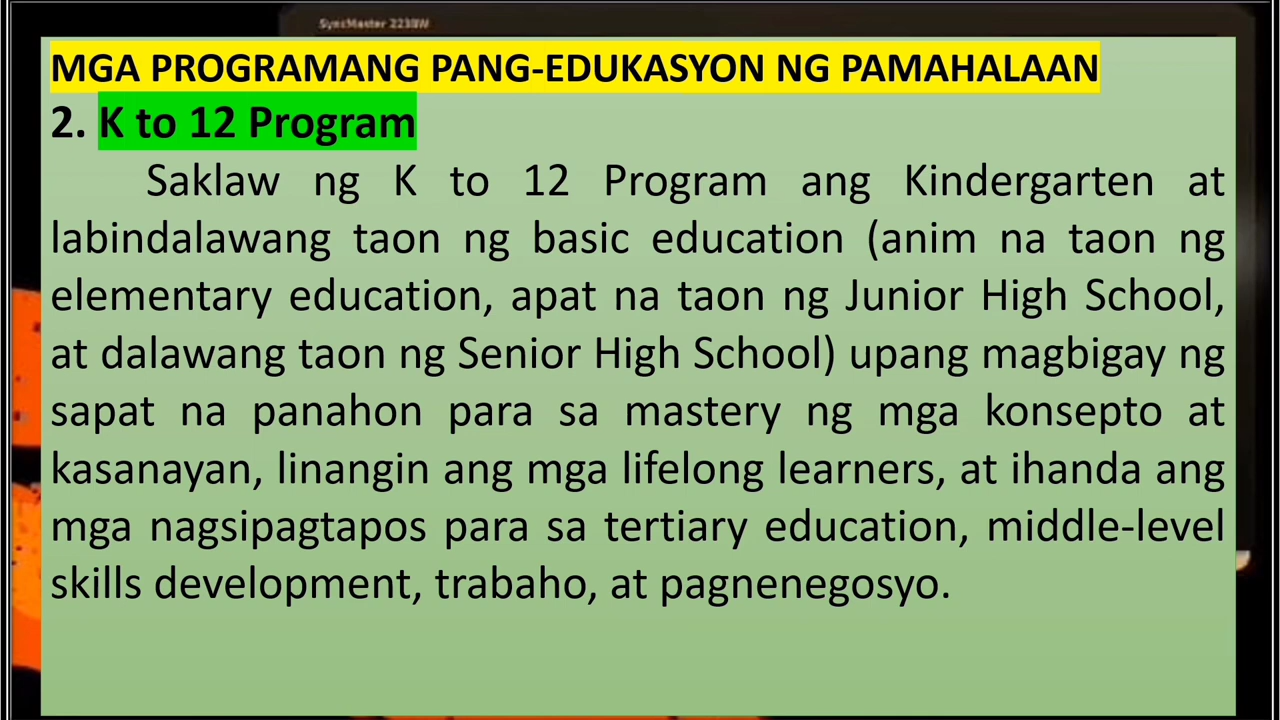 SyncMaster 2238W
MGA PROGRAMANG PANG-EDUKASYON NG PAMAHALAAN
2. K to 12 Program
Saklaw ng K to 12 Program ang Kindergarten at
labindalawang taon ng basic education (anim na taon ng
elementary education, apat na taon ng Junior High School,
at dalawang taon ng Senior High School) upang magbigay ng
sapat na panahon para sa mastery ng mga konsepto at
kasanayan, linangin ang mga lifelong learners, at ihanda ang
mga nagsipagtapos para sa tertiary education, middle-level
skills development, trabaho, at pagnenegosyo.